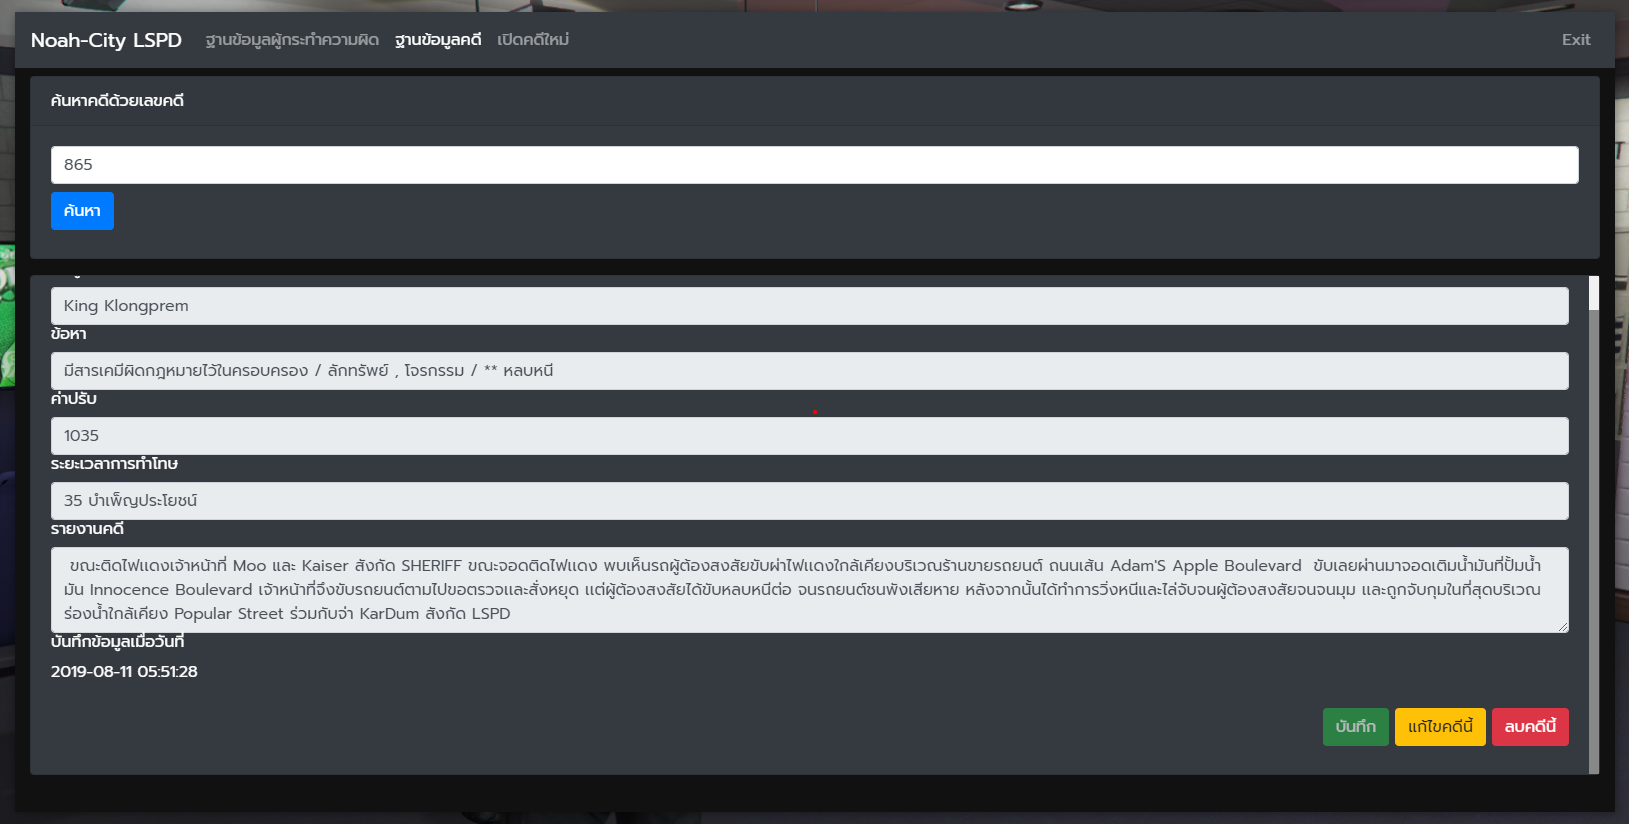 Noah-City LSPD ฐานข้อมูลผู้กระทำความผิด ฐานข้อมูลคดี เปิดคดีใหม่ Exit
ค้นหาคดีด้วยเลขคดี
865
ค้นหา
King Klongprem
ข้อหา
มีสารเคมีผิดกฎหมายไว้ในครอบครอง / ลักทรัพย์ , โจรกรรม / ** หลบหนี
ค่าปรับ
1035
ระยะเวลาการทำโทษ
35 บำเพ็ญประโยชน์
รายงานคดี
ขณะติดไฟแดงเจ้าหน้าที่ Moo และ Kaiser สังกัด SHERIFF ขณะจอดติดไฟแดง พบเห็นรถผู้ต้องสงสัยขับผ่าไฟแดงใกล้เคียงบริเวณร้านขายรถยนต์ ถนนเส้น Adam'S Apple Boulevard ขับเลยผ่านมาจอดเติมน้ำมันที่ปั้มน้ำ
มัน Innocence Boulevard เจ้าหน้าที่จึงขับรถยนต์ตามไปขอตรวจและสั่งหยุด แต่ผู้ต้องสงสัยได้ขับหลบหนีต่อ จนรถยนต์ชนพังเสียหาย หลังจากนั้นได้ทำการวิ่งหนีและไล่จับจนผู้ต้องสงสัยจนจนมุม และถูกจับกุมในที่สุดบริเวณ
ร่องน้ำใกล้เคียง Popular Street ร่วมกับจ่า KarDum สังกัด LSPD
บันทึกข้อมูลเมื่อวันที่
2019-08-11 05:51:28
บันทึก แก้ไขคดีนี้ ลบคดีนี้